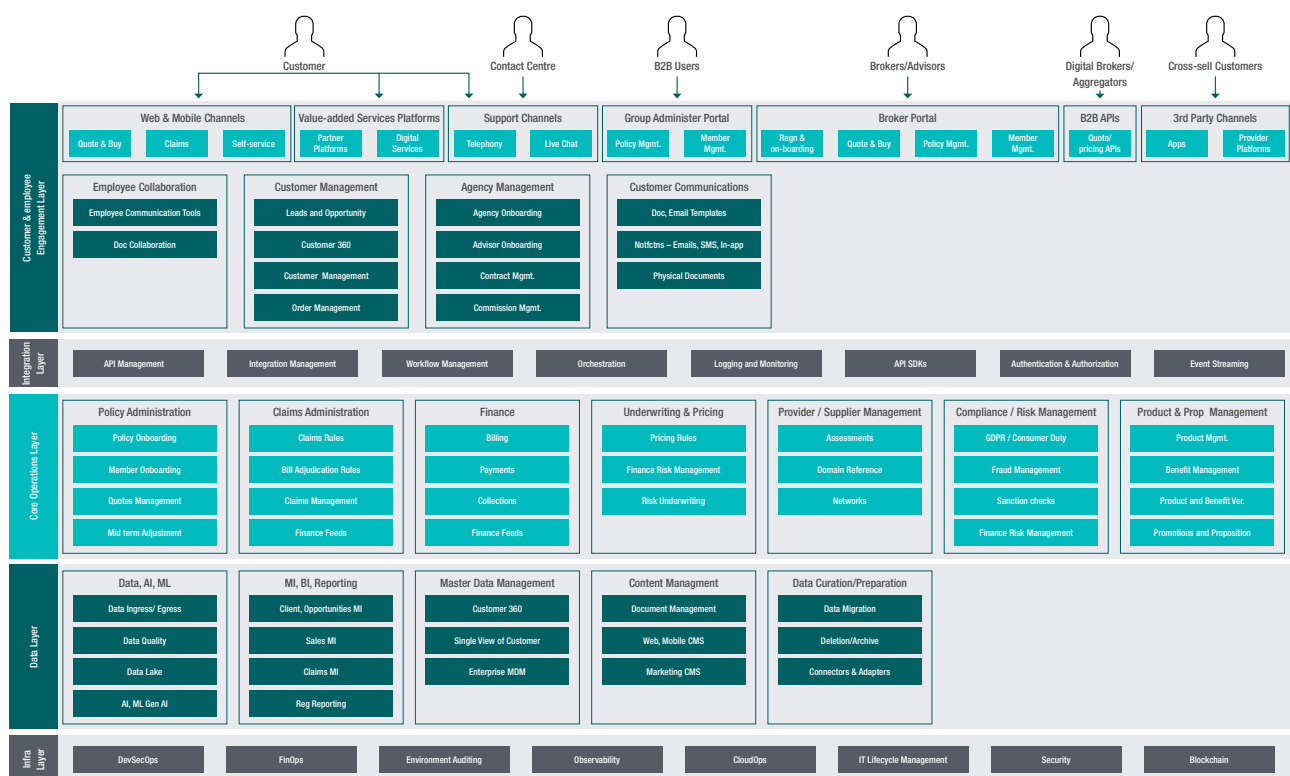 Customer
Contact Centre
B2B Users
Brokers/Advisors
Digital Brokers/
Aggregators
Cross-sell Customers
Customer & employee
Engagement Layer
Web & Mobile Channels
Quote & Buy
Claims
Self-service
Value-added Services Platforms
Partner
Platforms
Digital
Services
Support Channels
Telephony
Live Chat
Group Administer Portal
Policy Mgmt.
Member
Mgmt.
Broker Portal
Regn &
on-boarding
Quote & Buy
Policy Mgmt.
Member
Mgmt.
B2B APIs
Quote/
pricing APIs
3rd Party Channels
Apps
Provider
Platforms
Employee Collaboration
Employee Communication Tools
Doc Collaboration
Customer Management
Leads and Opportunity
Customer 360
Customer Management
Order Management
Agency Management
Agency Onboarding
Advisor Onboarding
Contract Mgmt.
Commission Mgmt.
Customer Communications
Doc, Email Templates
Notfctns – Emails, SMS, In-app
Physical Documents
Integration
Layer
API Management
Integration Management
Workflow Management
Orchestration
Logging and Monitoring
API SDKs
Authentication & Authorization
Event Streaming
Core Operations Layer
Policy Administration
Policy Onboarding
Member Onboarding
Quotes Management
Mid term Adjustment
Claims Administration
Claims Rules
Bill Adjudication Rules
Claims Management
Finance Feeds
Finance
Billing
Payments
Collections
Finance Feeds
Underwriting & Pricing
Pricing Rules
Finance Risk Management
Risk Underwriting
Provider / Supplier Management
Assessments
Domain Reference
Networks
Compliance / Risk Management
GDPR / Consumer Duty
Fraud Management
Sanction checks
Finance Risk Management
Product & Prop Management
Product Mgmt.
Benefit Management
Product and Benefit Ver.
Promotions and Proposition
Data Layer
Data, AI, ML
Data Ingress/ Egress
Data Quality
Data Lake
AI, ML Gen AI
MI, BI, Reporting
Client, Opportunities MI
Sales MI
Claims MI
Reg Reporting
Master Data Management
Customer 360
Single View of Customer
Enterprise MDM
Content Managment
Document Management
Web, Mobile CMS
Marketing CMS
Data Curation/Preparation
Data Migration
Deletion/Archive
Connectors & Adapters
Infra
Layer
DevSecOps
FinOps
Environment Auditing
Observability
CloudOps
IT Lifecycle Management
Security
Blockchain